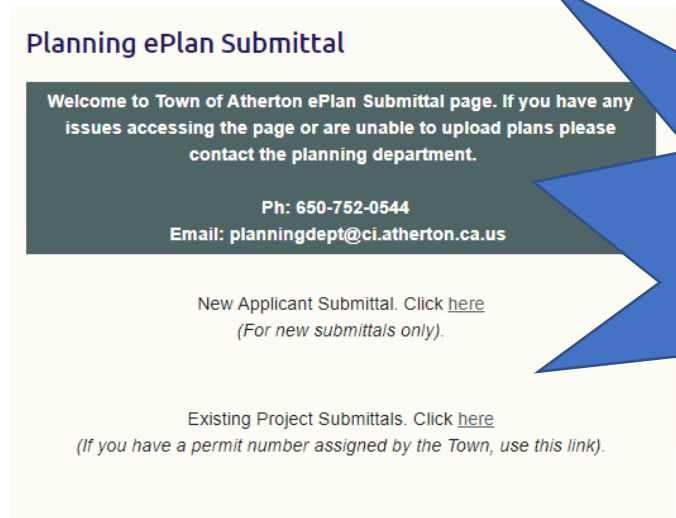 Planning ePlan Submittal
Welcome to Town of Atherton ePlan Submittal page. If you have any
issues accessing the page or are unable to upload plans please
contact the planning department.
Ph: 650-752-0544
Email: planningdept@ci.atherton.ca.us
New Applicant Submittal. Click here
(For new submittals only).
Existing Project Submittals. Click here
(If you have a permit number assigned by the Town, use this link).